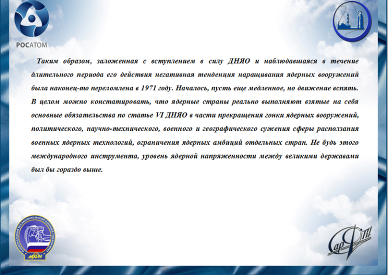 РОСАТОМ
Таким образом, заложенная с вступлением в силу ДНЯО и наблюдавшаяся в течение
длительного периода его действия негативная тенденция наращивания ядерных вооружений
была наконец-то переломлена в 1971 году. Началось, пусть еще медленное, но движение вспять.
В целом можно констатировать, что ядерные страны реально выполняют взятые на себя
основные обязательства по статье VI ДНЯО в части прекращения гонки ядерных вооружений,
политического, научно-технического, военного и географического сужения сферы расползания
военных ядерных технологий, ограничения ядерных амбиций отдельных стран. Не будь этого
международного инструмента, уровень ядерной напряженности между великими державами
был бы гораздо выше.
СарФТИ